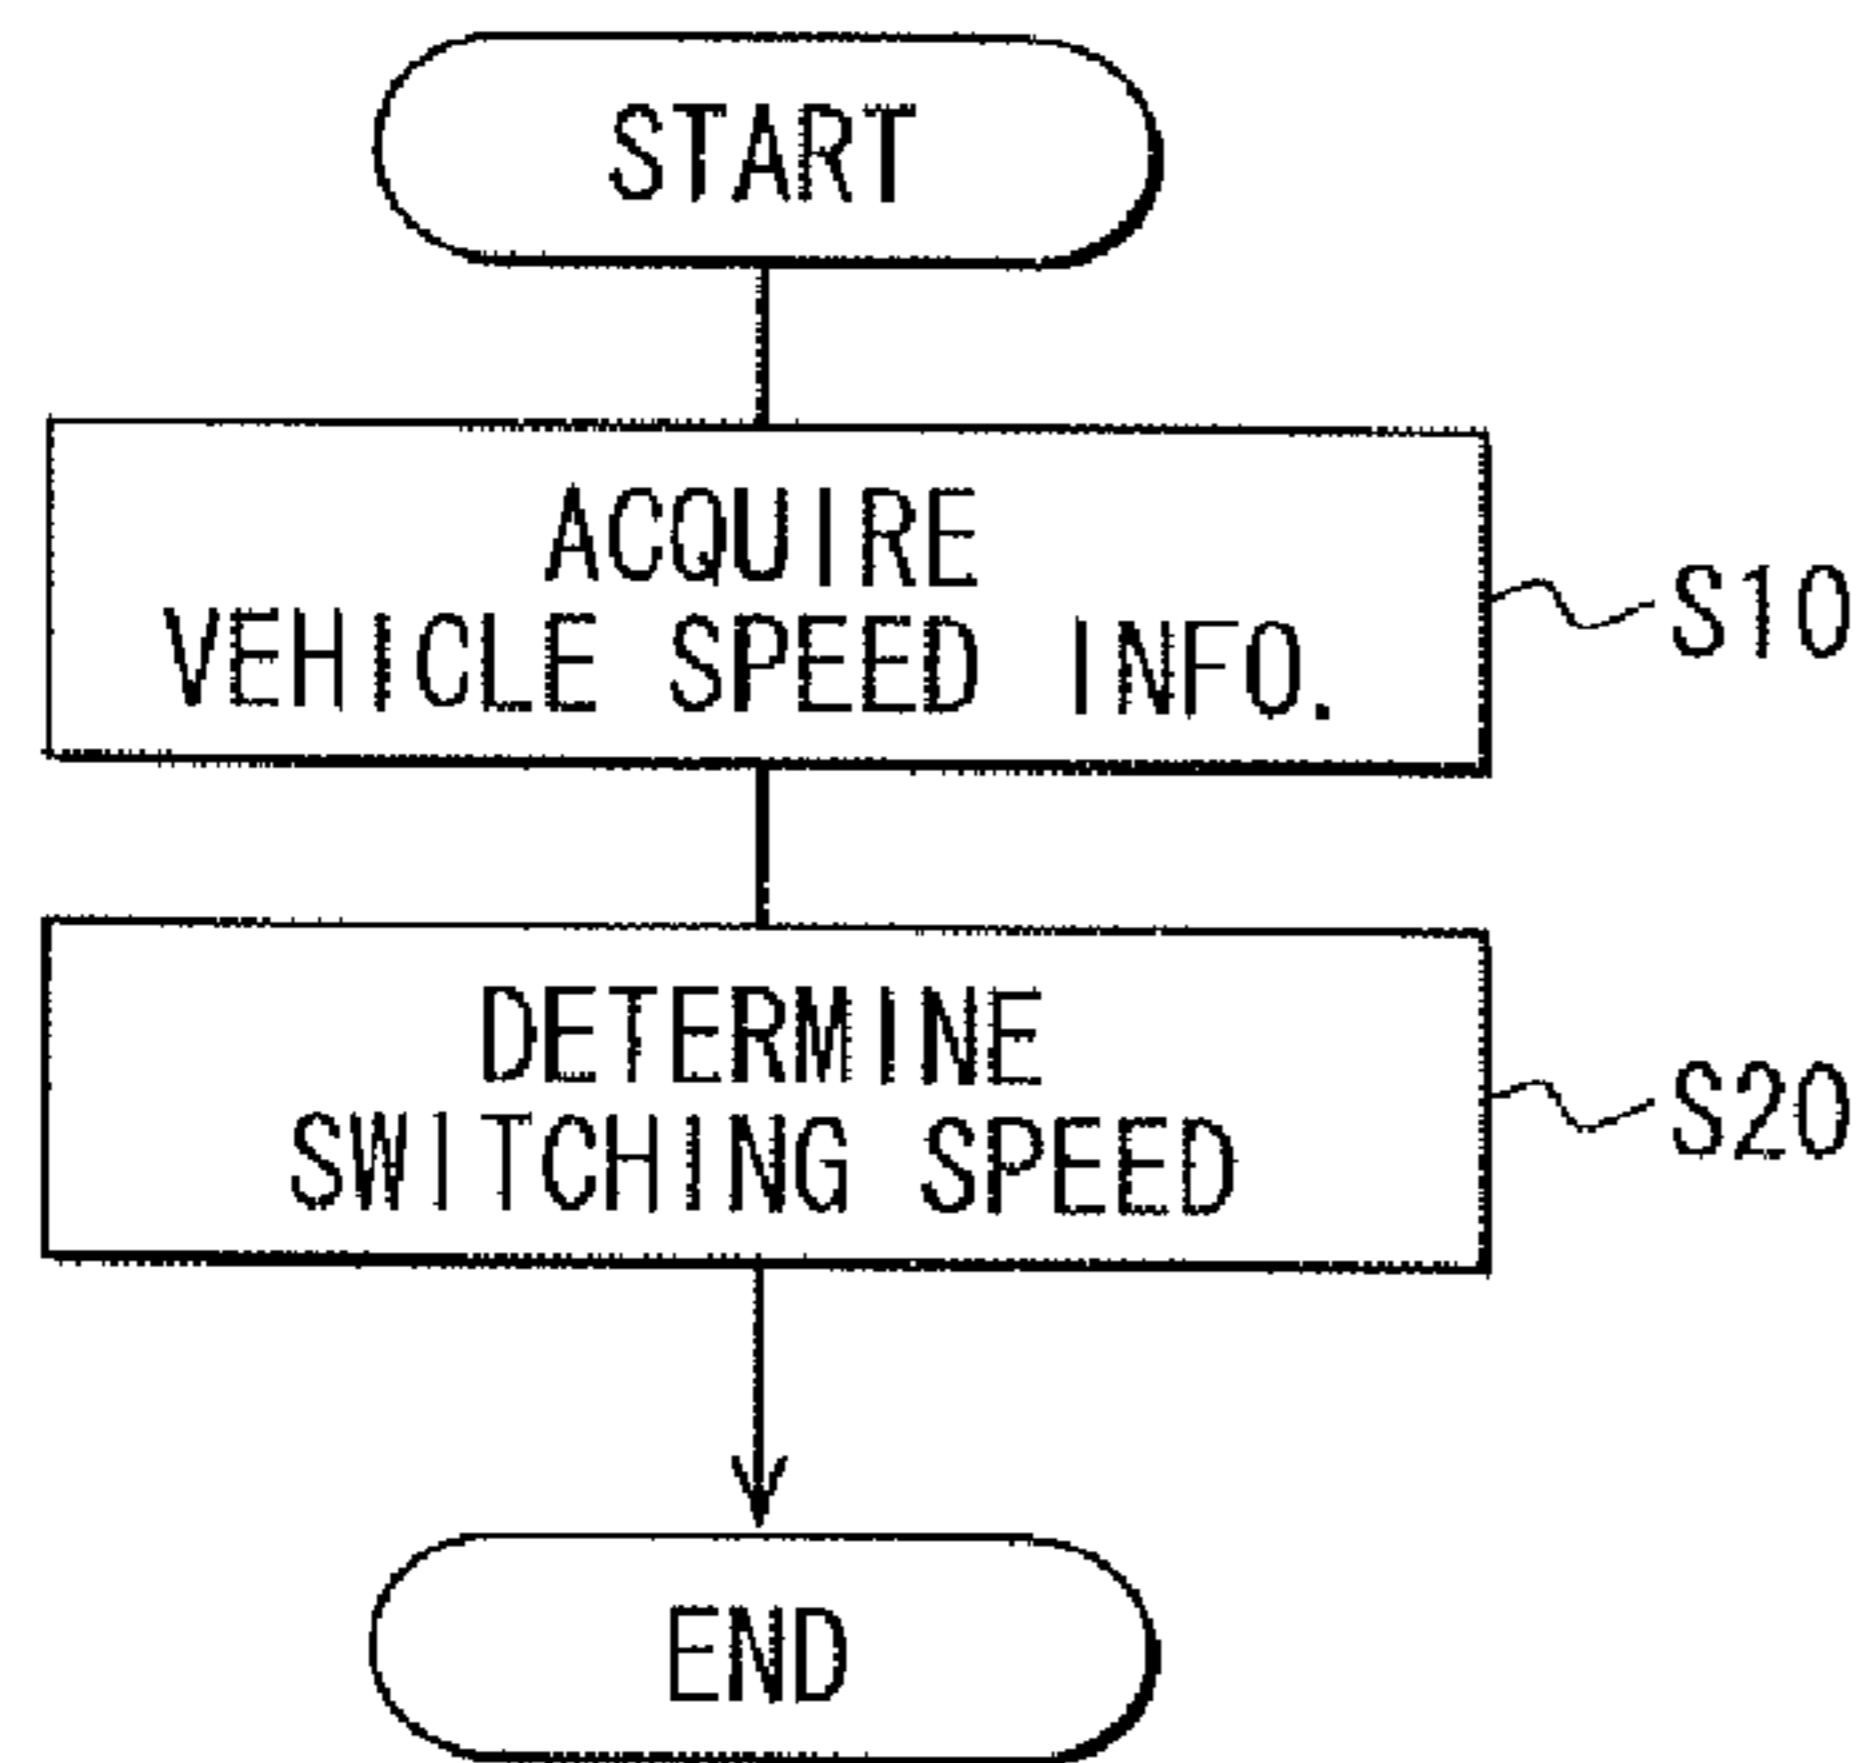 START
ACQUIRE
VEHICLE SPEED INFO.
S10
DETERMINE
SWITCHING SPEED
S20
END